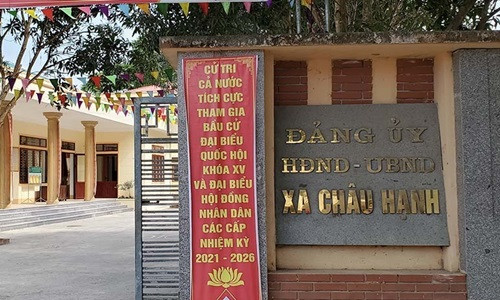 CỬ TRI
CẢ NƯỚC
TÍCH CỰC
THAM GIA
BẦU CỬ
ĐẠI BIỂU
QUỐC HỘI
KHÓA XV
VÀ ĐẠI BIỂU
HỘI ĐỒNG
NHÂN DÂN
CÁC CẤP
NHIỆM KỲ
2021 - 2026
ĐẢNG ỦY
HĐND-UBND
XÃ CHÂU HẠNH